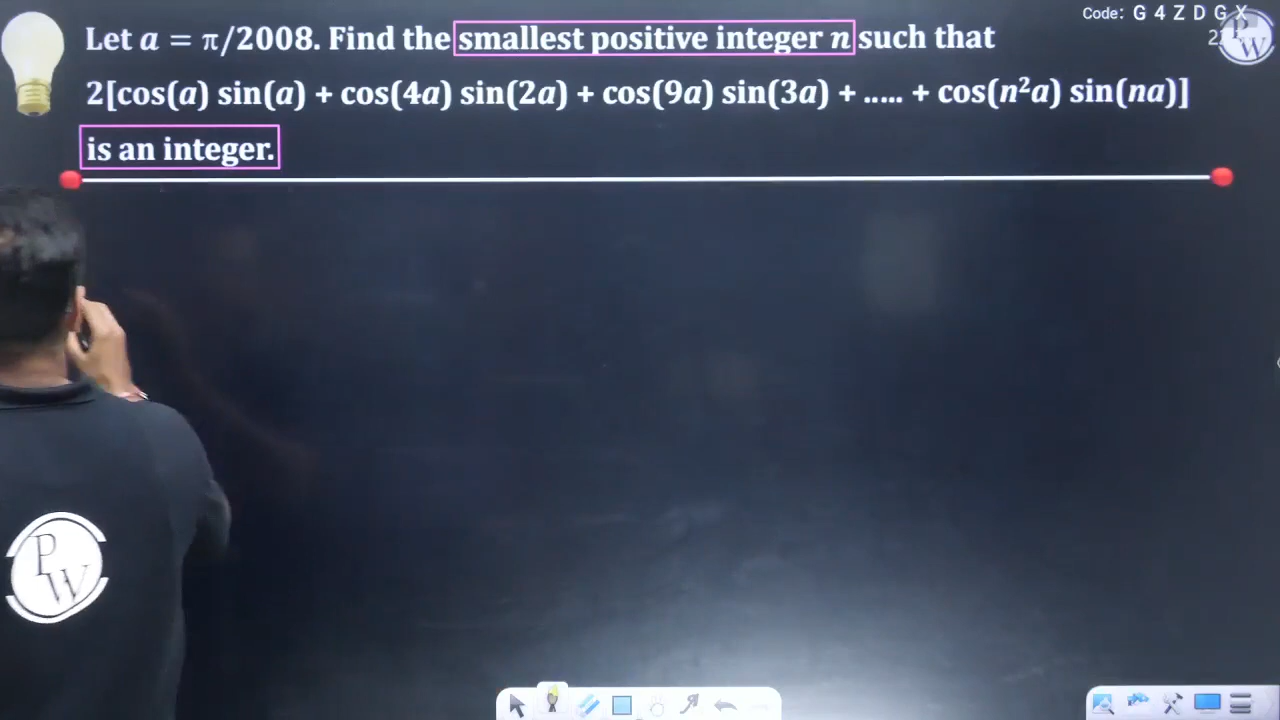 Code: G 4 Z D G X
Let a = π/2008. Find the smallest positive integer n such that
2[cos(a) sin(a) + cos(4a) sin(2a) + cos(9a) sin(3a) + ..... + cos(n²a) sin(na)]
is an integer.
PW
PW